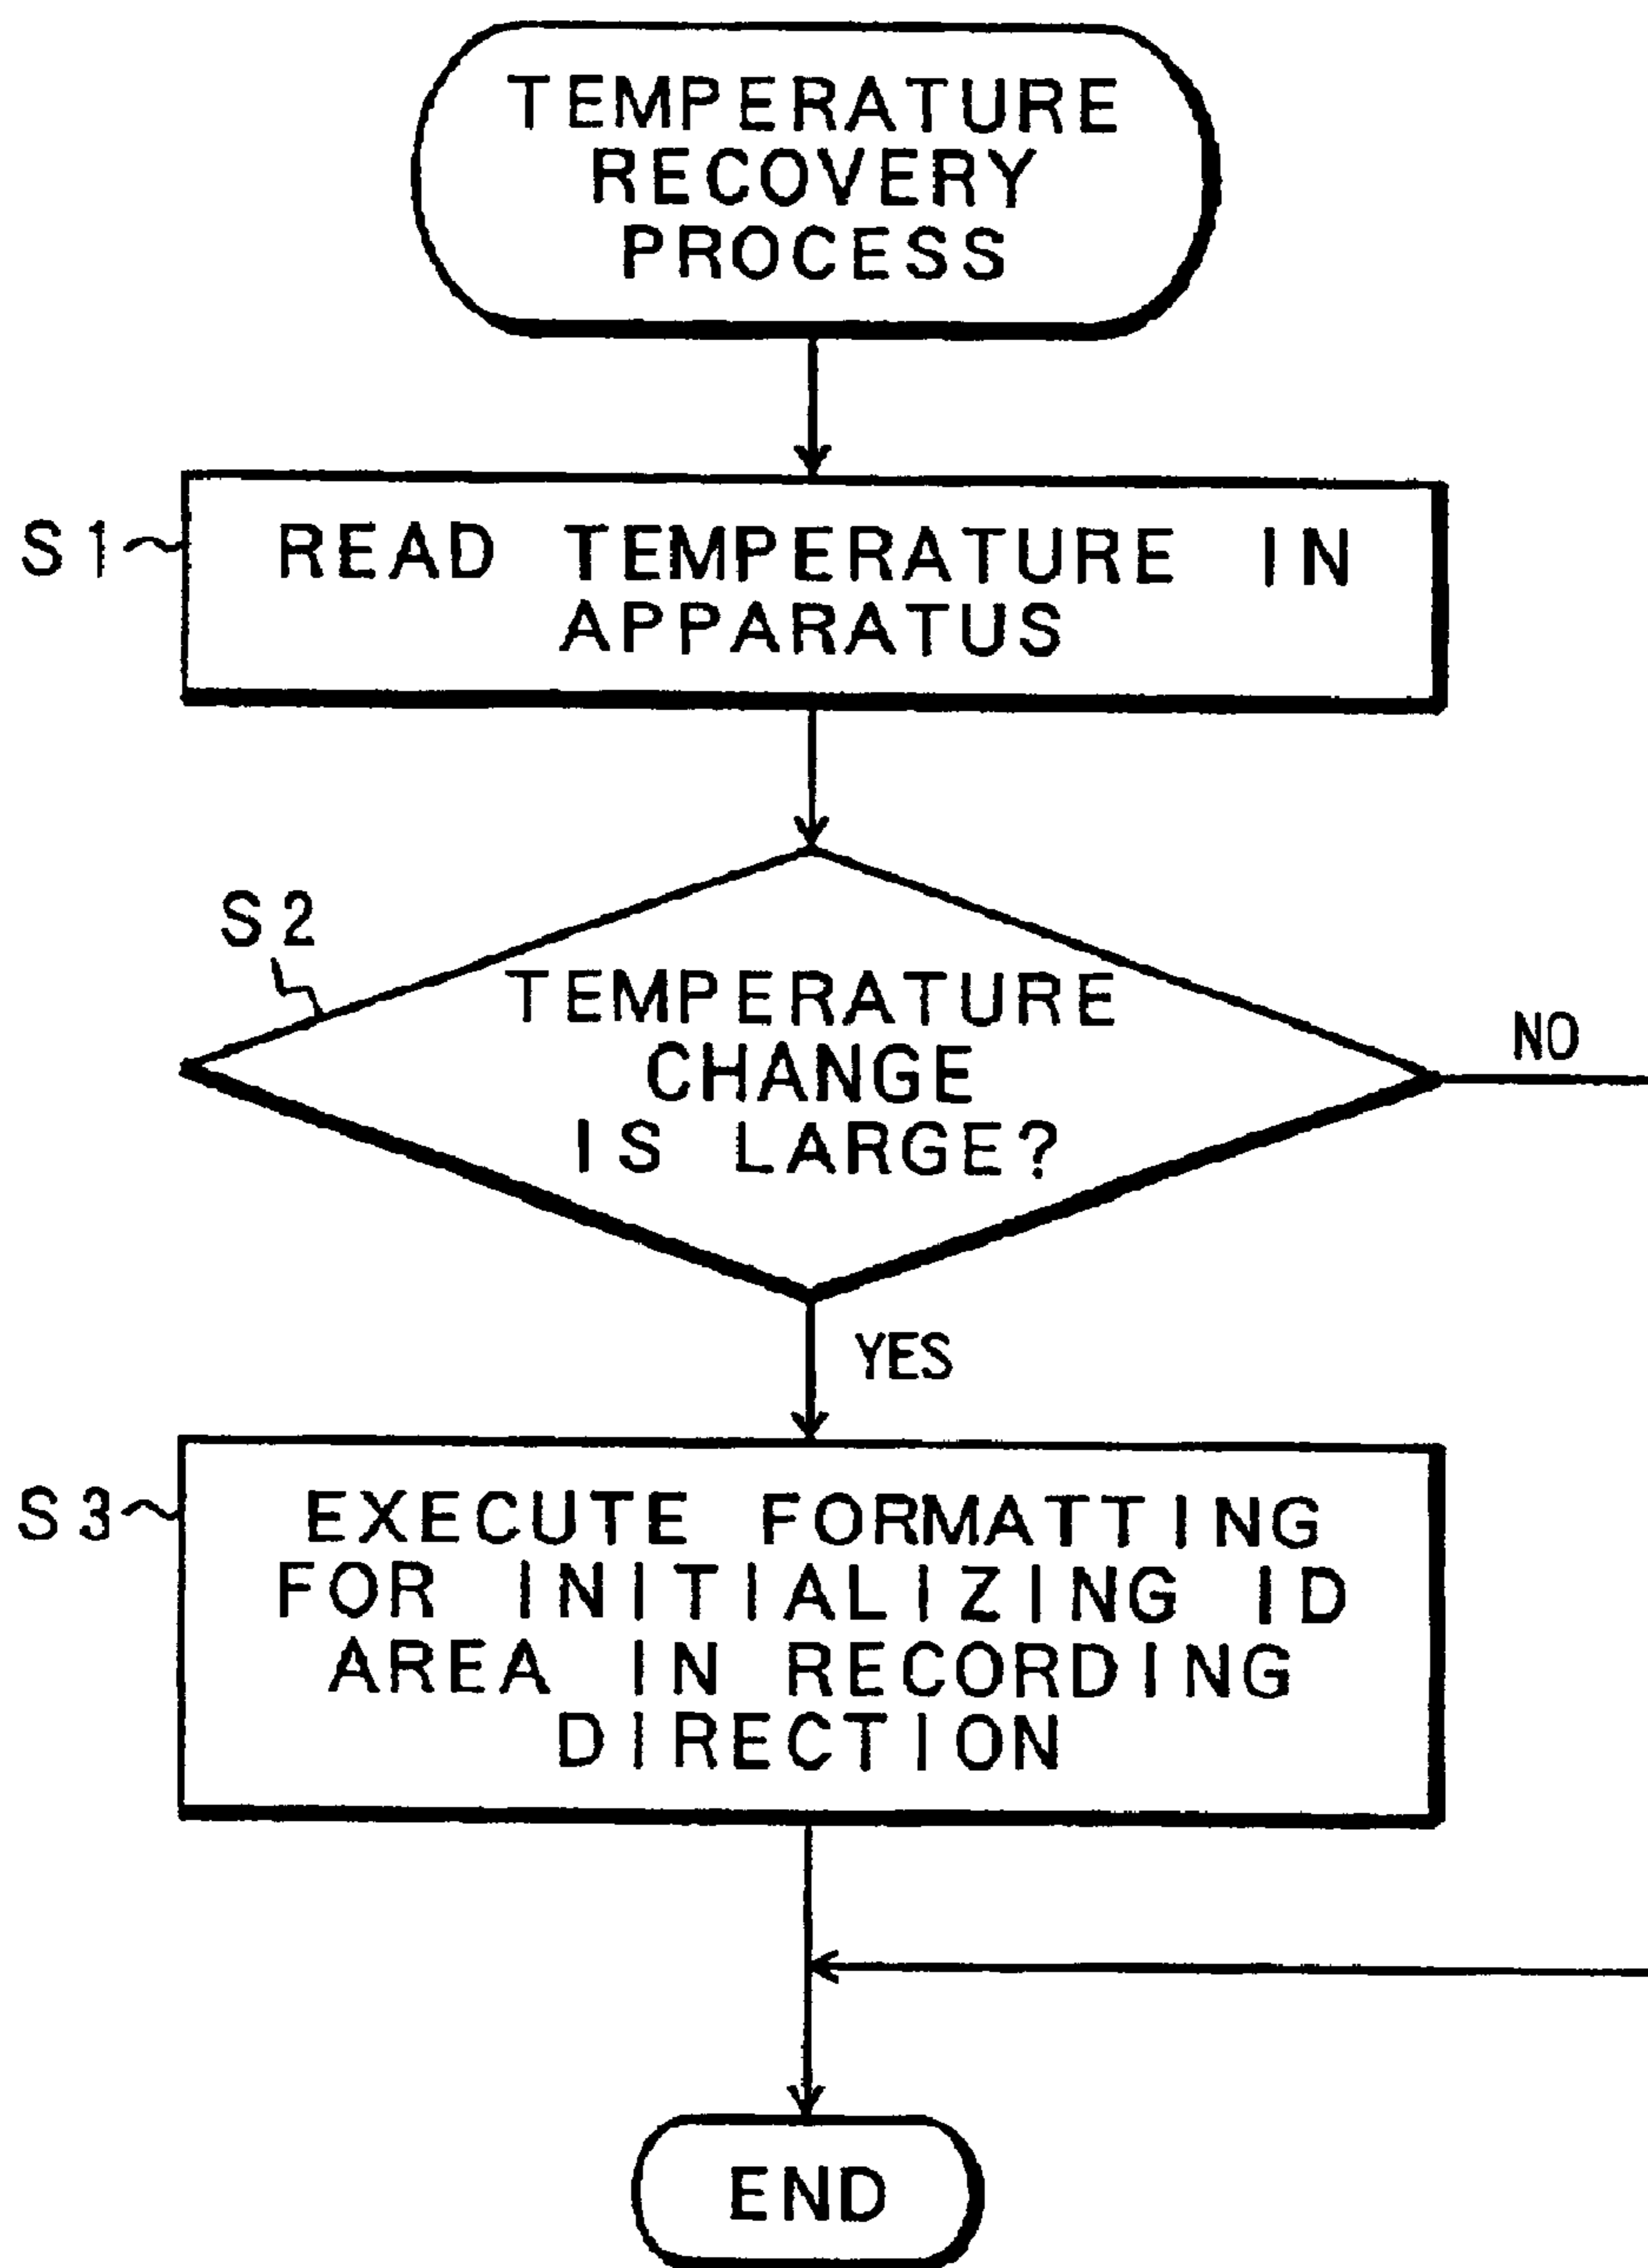 TEMPERATURE
RECOVERY
PROCESS
S1
READ TEMPERATURE IN
APPARATUS
S2
TEMPERATURE
CHANGE
IS LARGE?
NO
YES
S3
EXECUTE FORMATTING
FOR INITIALIZING ID
AREA IN RECORDING
DIRECTION
END